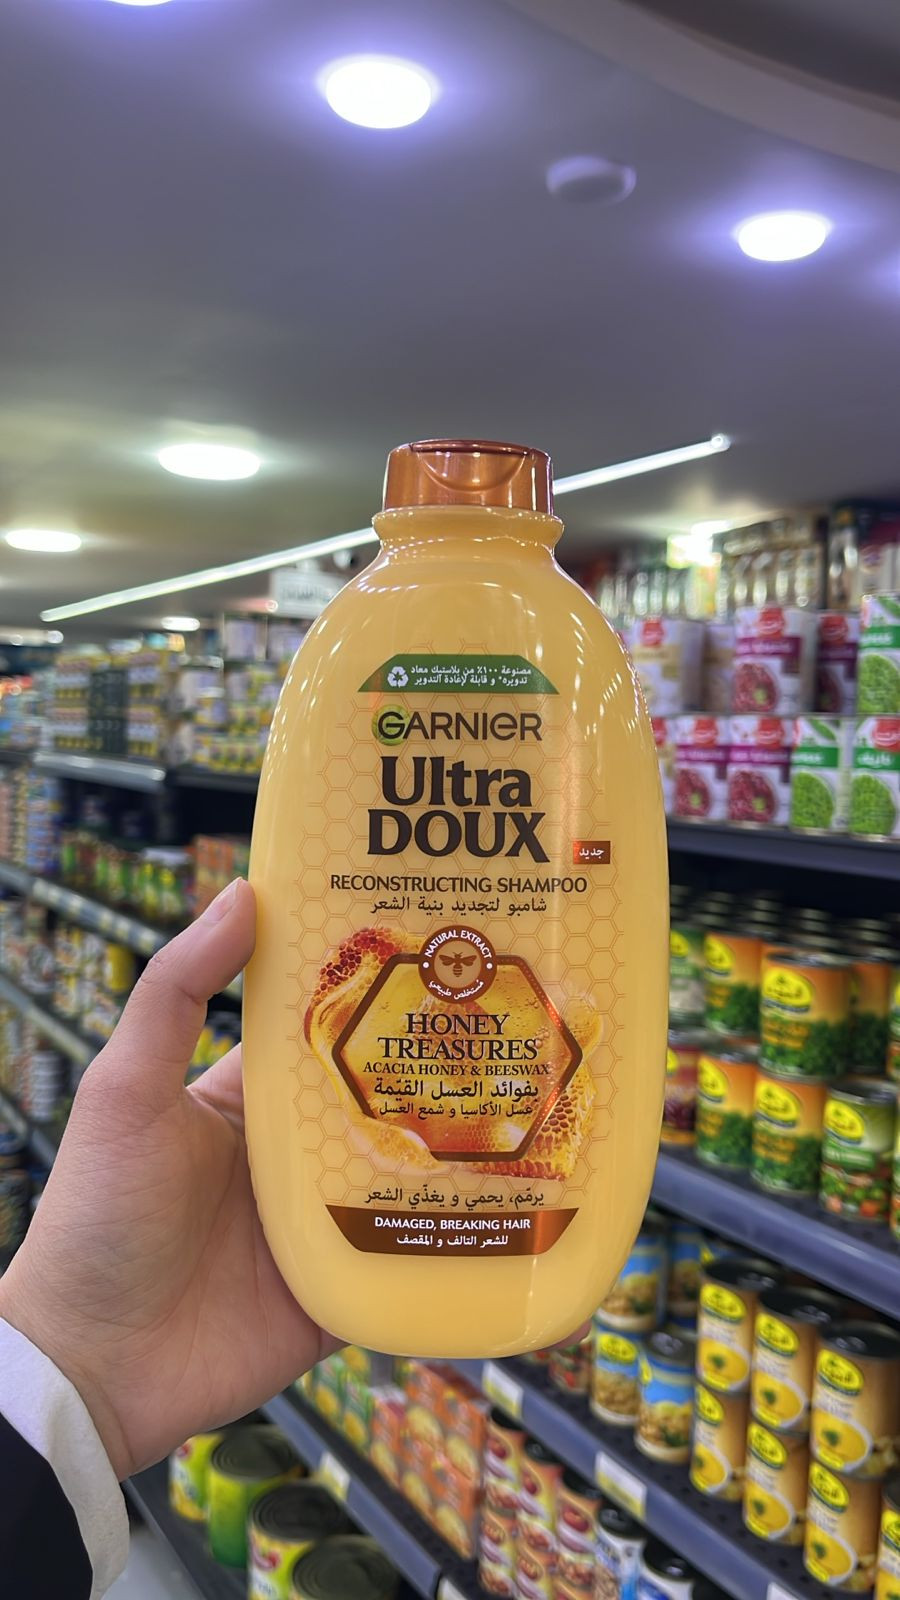 مصنوعة ١٠٠٪ من بلاستيك معاد
تدويره* و قابلة لإعادة التدوير
GARNIER
Ultra
DOUX
جديد
RECONSTRUCTING SHAMPOO
شامبو لتجديد بنية الشعر
NATURAL EXTRACT
مستخلص طبيعي
HONEY
TREASURES
ACACIA HONEY & BEESWAX
بفوائد العسل القيّمة
عسل الأكاسيا و شمع العسل
يرمّم، يحمي و يغذّي الشعر
DAMAGED, BREAKING HAIR
للشعر التالف و المقصف